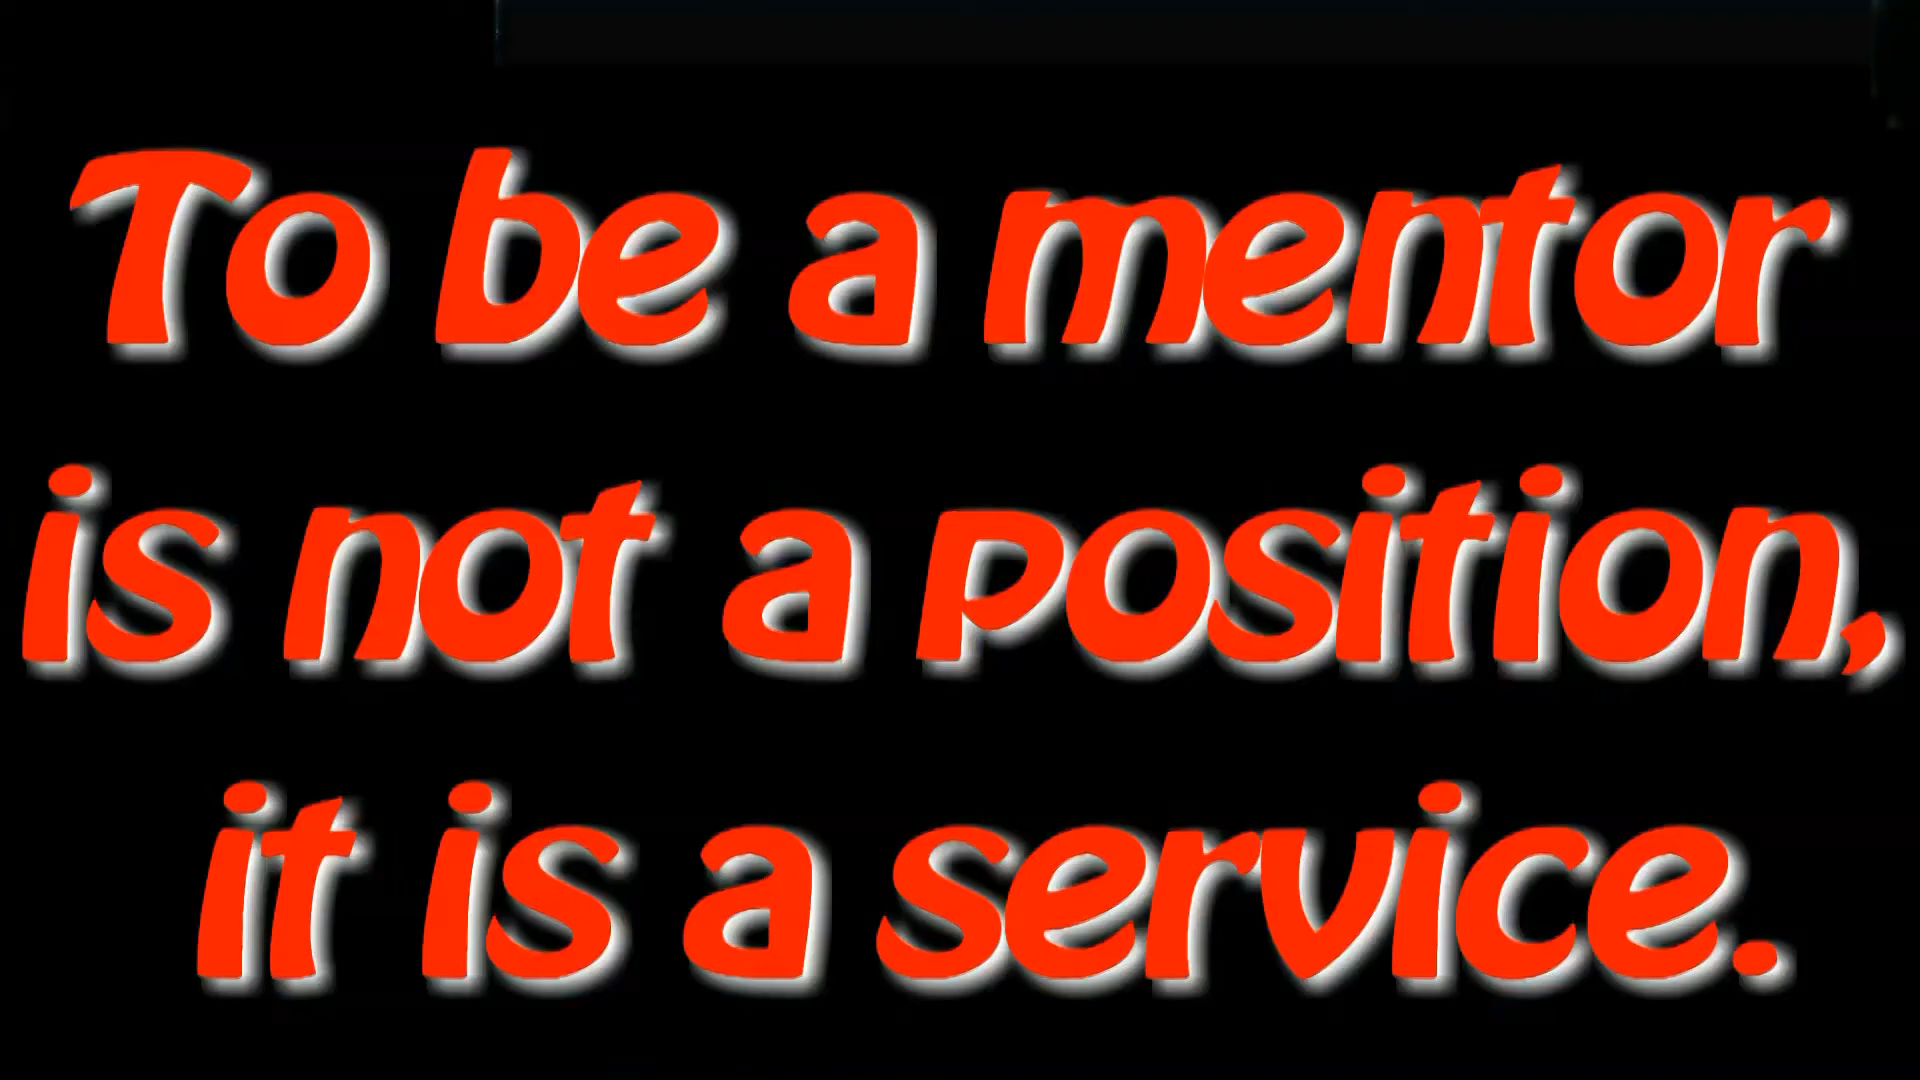 To be a mentor
is not a position,
it is a service.